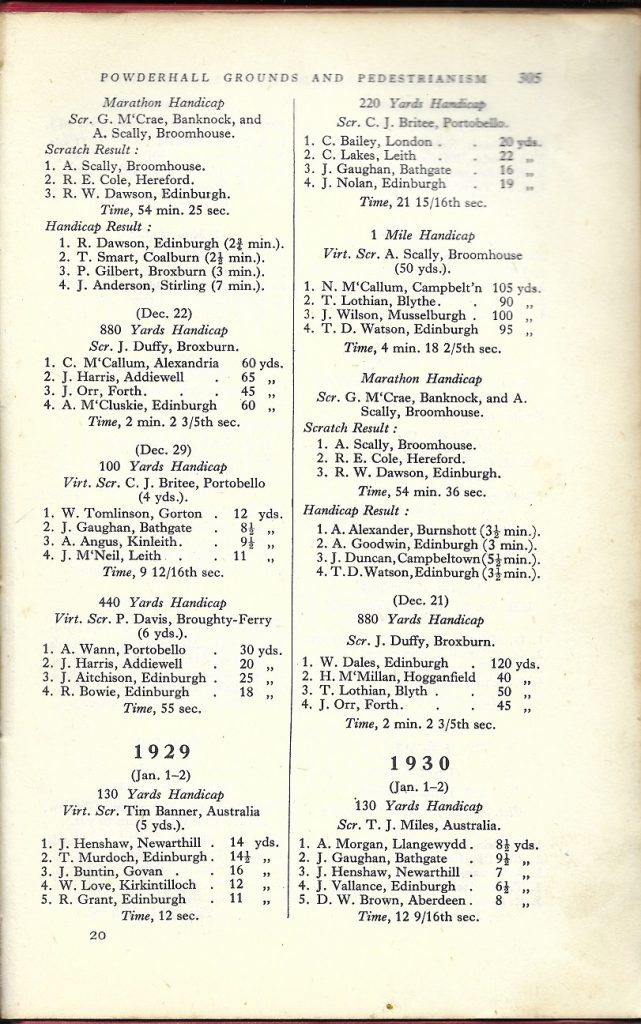 POWDERHALL GROUNDS AND PEDESTRIANISM 305
Marathon Handicap
Scr. G. M‘Crae, Banknock, and
A. Scally, Broomhouse.
Scratch Result :
1. A. Scally, Broomhouse.
2. R. E. Cole, Hereford.
3. R. W. Dawson, Edinburgh.
Time, 54 min. 25 sec.
Handicap Result :
1. R. Dawson, Edinburgh (2¾ min.).
2. T. Smart, Coalburn (2½ min.).
3. P. Gilbert, Broxburn (3 min.).
4. J. Anderson, Stirling (7 min.).
(Dec. 22)
880 Yards Handicap
Scr. J. Duffy, Broxburn.
1. C. M‘Callum, Alexandria 60 yds.
2. J. Harris, Addiewell . 65 „
3. J. Orr, Forth. . . 45 „
4. A. M‘Cluskie, Edinburgh 60 „
Time, 2 min. 2 3/5th sec.
(Dec. 29)
100 Yards Handicap
Virt. Scr. C. J. Britee, Portobello
(4 yds.).
1. W. Tomlinson, Gorton . 12 yds.
2. J. Gaughan, Bathgate . 8½ „
3. A. Angus, Kinleith. . 9½ „
4. J. M‘Neil, Leith . . 11 „
Time, 9 12/16th sec.
440 Yards Handicap
Virt. Scr. P. Davis, Broughty-Ferry
(6 yds.).
1. A. Wann, Portobello . 30 yds.
2. J. Harris, Addiewell . 20 „
3. J. Aitchison, Edinburgh . 25 „
4. R. Bowie, Edinburgh . 18 „
Time, 55 sec.
1929
(Jan. 1–2)
130 Yards Handicap
Virt. Scr. Tim Banner, Australia
(5 yds.).
1. J. Henshaw, Newarthill . 14 yds.
2. T. Murdoch, Edinburgh . 14½ „
3. J. Buntin, Govan . . 16 „
4. W. Love, Kirkintilloch . 12 „
5. R. Grant, Edinburgh . 11 „
Time, 12 sec.
20
220 Yards Handicap
Scr. C. J. Britee, Portobello.
1. C. Bailey, London . . 20 yds.
2. C. Lakes, Leith . . 22 „
3. J. Gaughan, Bathgate . 16 „
4. J. Nolan, Edinburgh . 19 „
Time, 21 15/16th sec.
1 Mile Handicap
Virt. Scr. A. Scally, Broomhouse
(50 yds.).
1. N. M‘Callum, Campbelt’n 105 yds.
2. T. Lothian, Blythe. . 90 „
3. J. Wilson, Musselburgh . 100 „
4. T. D. Watson, Edinburgh 95 „
Time, 4 min. 18 2/5th sec.
Marathon Handicap
Scr. G. M‘Crae, Banknock, and A.
Scally, Broomhouse.
Scratch Result :
1. A. Scally, Broomhouse.
2. R. E. Cole, Hereford.
3. R. W. Dawson, Edinburgh.
Time, 54 min. 36 sec.
Handicap Result :
1. A. Alexander, Burnshott (3½ min.).
2. A. Goodwin, Edinburgh (3 min.).
3. J. Duncan, Campbeltown (5½ min.).
4. T.D. Watson, Edinburgh (3½ min.).
(Dec. 21)
880 Yards Handicap
Scr. J. Duffy, Broxburn.
1. W. Dales, Edinburgh . 120 yds.
2. H. M‘Millan, Hogganfield 40 „
3. T. Lothian, Blyth . . 50 „
4. J. Orr, Forth. . . 45 „
Time, 2 min. 2 3/5th sec.
1930
(Jan. 1–2)
130 Yards Handicap
Scr. T. J. Miles, Australia.
1. A. Morgan, Llangewydd . 8½ yds.
2. J. Gaughan, Bathgate . 9½ „
3. J. Henshaw, Newarthill . 7 „
4. J. Vallance, Edinburgh . 6½ „
5. D. W. Brown, Aberdeen . 8 „
Time, 12 9/16th sec.